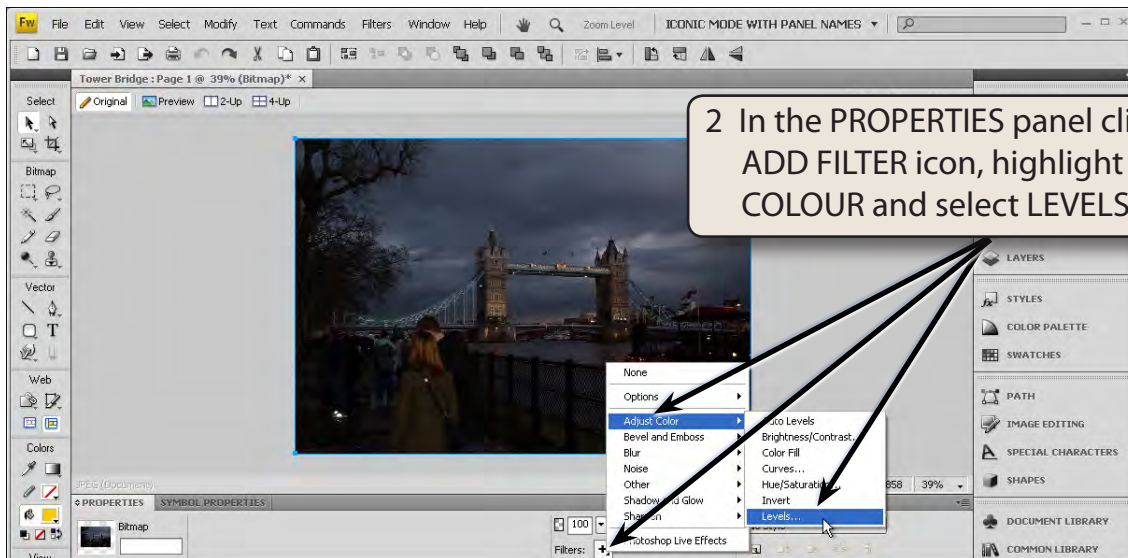 Fw File Edit View Select Modify Text Commands Filters Window Help Zoom Level ICONIC MODE WITH PANEL NAMES
Tower Bridge : Page 1 @ 39% (Bitmap)* ×
Select
Original Preview 2-Up 4-Up
2 In the PROPERTIES panel cli
ADD FILTER icon, highlight
COLOUR and select LEVELS
Bitmap
Vector
T
Web
Colors
LAYERS
STYLES
COLOR PALETTE
SWATCHES
PATH
IMAGE EDITING
SPECIAL CHARACTERS
SHAPES
DOCUMENT LIBRARY
COMMON LIBRARY
None
Options
Adjust Color
Bevel and Emboss
Blur
Noise
Other
Shadow and Glow
Sharpen
Photoshop Live Effects
Auto Levels
Brightness/Contrast...
Color Fill
Curves...
Hue/Saturation...
Invert
Levels...
JPEG (Document)
858 39%
PROPERTIES SYMBOL PROPERTIES
Bitmap
100
Filters:
View